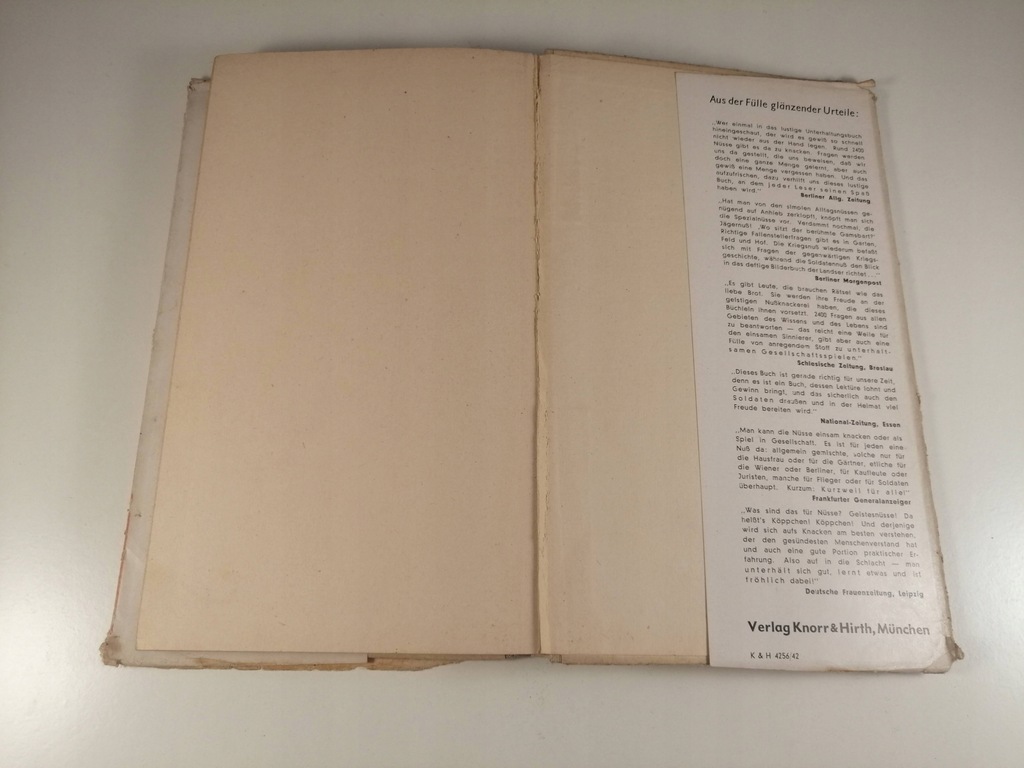 Aus der Fülle glänzender Urteile:
„Wer einmal in das lustige Unterhaltungsbuch
hineingeschaut, der wird es gewiß so schnell
nicht wieder aus der Hand legen. Rund 2400
Nüsse gibt es da zu knacken. Fragen werden
uns da gestellt, die uns beweisen, daß wir
doch eine ganze Menge gelernt, aber auch
gewiß eine Menge vergessen haben. Und das
aufzufrischen, dazu verhilft uns dieses lustige
Buch, an dem jeder Leser seinen Spaß
haben wird."
Berliner Allg. Zeitung
„Hat man von den simplen Alltagsnüssen ge-
nügend auf Anhieb zerklopft, knöpft man sich
die Spezialnüsse vor. Verdammt nochmal, die
Jägernuß! „Wo sitzt der berühmte Gamsbart?'
Richtige Fallenstellerfragen gibt es in Garten,
Feld und Hof. Die Kriegsnuß wiederum befaßt
sich mit Fragen der gegenwärtigen Kriegs-
geschichte, während die Soldatennuß den Blick
in das deftige Bilderbuch der Landser richtet ..."
Berliner Morgenpost
„Es gibt Leute, die brauchen Rätsel wie das
liebe Brot. Sie werden ihre Freude an der
geistigen Nußknackerei haben, die dieses
Büchlein ihnen vorsetzt. 2400 Fragen aus allen
Gebieten des Wissens und des Lebens sind
zu beantworten — das reicht eine Weile für
den einsamen Sinnierer, gibt aber auch eine
Fülle von anregendem Stoff zu unterhalt-
samen Gesellschaftsspielen."
Schlesische Zeitung, Breslau
„Dieses Buch ist gerade richtig für unsere Zeit,
denn es ist ein Buch, dessen Lektüre lohnt und
Gewinn bringt, und das sicherlich auch den
Soldaten draußen und in der Heimat viel
Freude bereiten wird."
National-Zeitung, Essen
„Man kann die Nüsse einsam knacken oder als
Spiel in Gesellschaft. Es ist für jeden eine
Nuß da: allgemein gemischte, solche nur für
die Hausfrau oder für die Gärtner, etliche für
die Wiener oder Berliner, für Kaufleute oder
Juristen, manche für Flieger oder für Soldaten
überhaupt. Kurzum: Kurzweil für alle!"
Frankfurter Generalanzeiger
„Was sind das für Nüsse? Geistesnüsse! Da
heißt's Köppchen! Köppchen! Und derjenige
wird sich aufs Knacken am besten verstehen,
der den gesündesten Menschenverstand hat
und auch eine gute Portion praktischer Er-
fahrung. Also auf in die Schlacht — man
unterhält sich gut, lernt etwas und ist
fröhlich dabei!"
Deutsche Frauenzeitung, Leipzig
Verlag Knorr & Hirth, München
K & H 4256/42